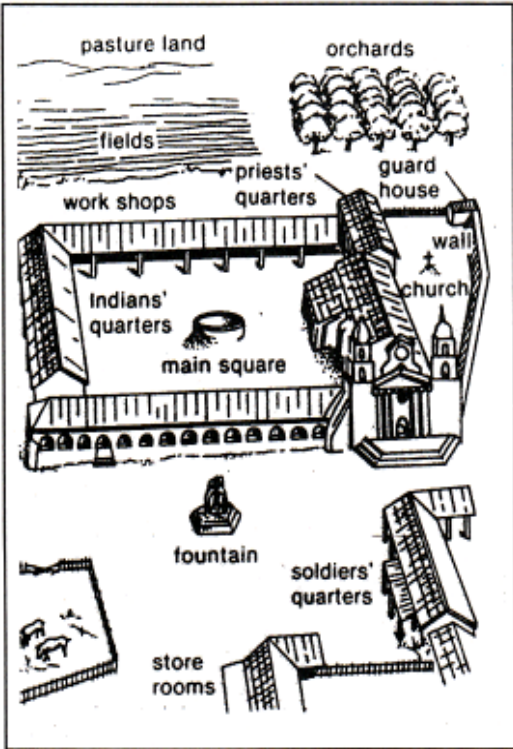 pasture land
orchards
fields
priests'
quarters
guard
house
work shops
wall
church
Indians'
quarters
main square
fountain
soldiers'
quarters
store
rooms